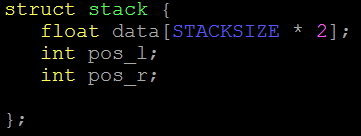 struct stack {
   float data[STACKSIZE * 2];
   int pos_l;
   int pos_r;

};